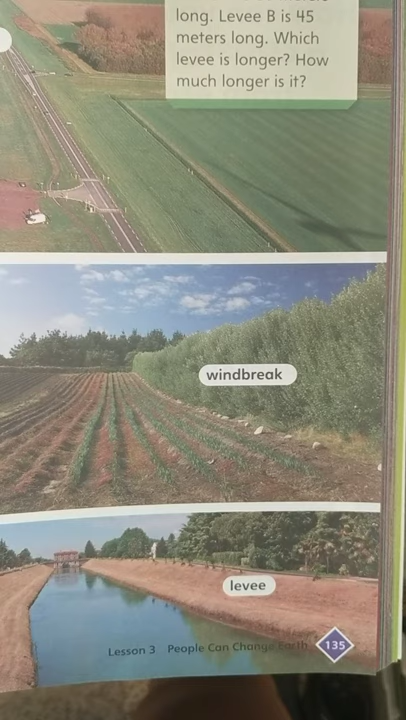 long. Levee B is 45
meters long. Which
levee is longer? How
much longer is it?
windbreak
levee
Lesson 3 People Can Change Earth 135